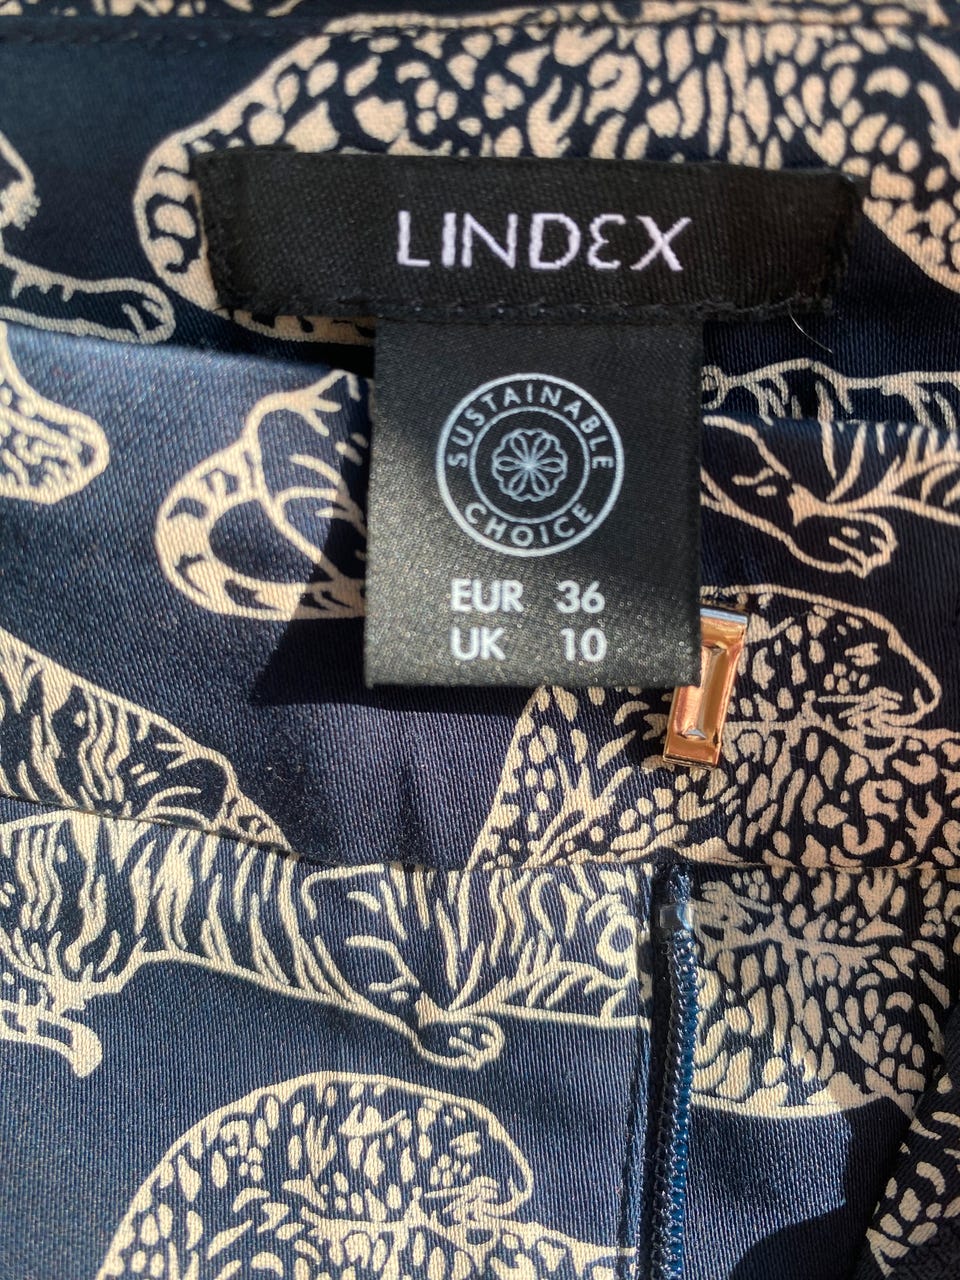 LINDEX
SUSTAINABLE
CHOICE
EUR 36
UK 10